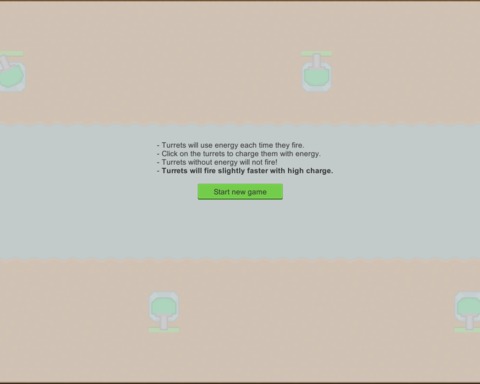 - Turrets will use energy each time they fire.
- Click on the turrets to charge them with energy.
- Turrets without energy will not fire!
- Turrets will fire slightly faster with high charge.
Start new game